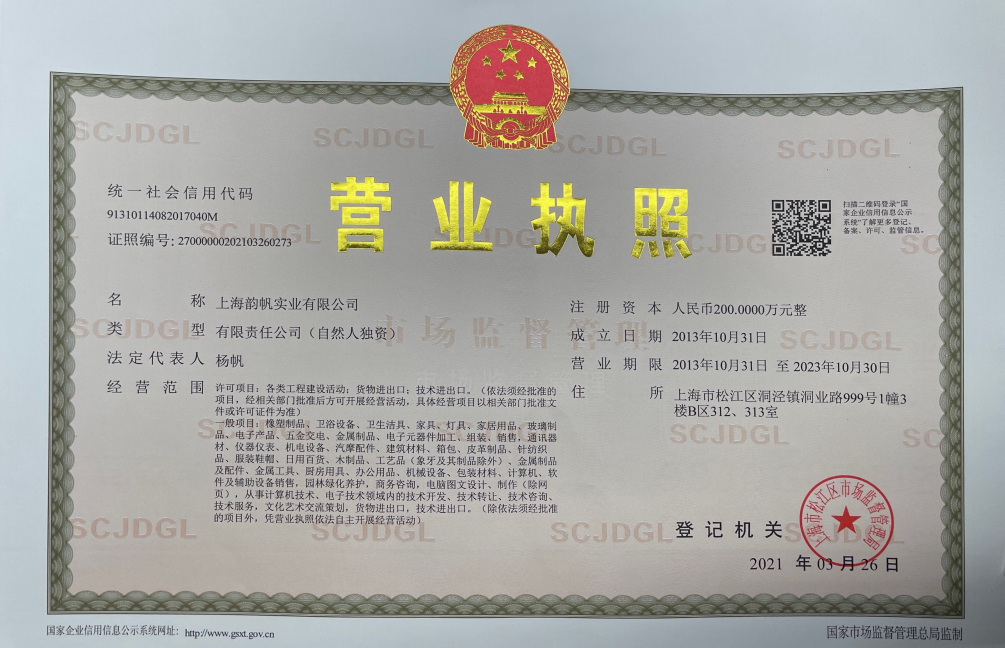 统一社会信用代码
91310114082017040M
证照编号:27000000202103260273
营业执照
扫描二维码登录“国
家企业信用信息公示
系统”了解更多登记、
备案、许可、监管信息。
名称 上海韵帆实业有限公司
类型 有限责任公司（自然人独资）
法定代表人 杨帆
经营范围 许可项目：各类工程建设活动；货物进出口；技术进出口。（依法须经批准的
项目，经相关部门批准后方可开展经营活动，具体经营项目以相关部门批准文
件或许可证件为准）
一般项目：橡塑制品、卫浴设备、卫生洁具、家具、灯具、家居用品、玻璃制
品、电子产品、五金交电、金属制品、电子元器件加工、组装、销售，通讯器
材、仪器仪表、机电设备、汽摩配件、建筑材料、箱包、皮革制品、针纺织
品、服装鞋帽、日用百货、木制品、工艺品（象牙及其制品除外）、金属制品
及配件、金属工具、厨房用具、办公用品、机械设备、包装材料、计算机、软
件及辅助设备销售，园林绿化养护，商务咨询，电脑图文设计、制作（除网
页），从事计算机技术、电子技术领域内的技术开发、技术转让、技术咨询、
技术服务，文化艺术交流策划，货物进出口，技术进出口。（除依法须经批准
的项目外，凭营业执照依法自主开展经营活动）
注册资本 人民币200.0000万元整
成立日期 2013年10月31日
营业期限 2013年10月31日 至 2023年10月30日
住所 上海市松江区洞泾镇洞业路999号1幢3
楼B区312、313室
登记机关
上海市松江区市场监督管理局
2021 年 03 月 26 日
国家企业信用信息公示系统网址: http://www.gsxt.gov.cn
国家市场监督管理总局监制
SCJDGL
市场监督管理